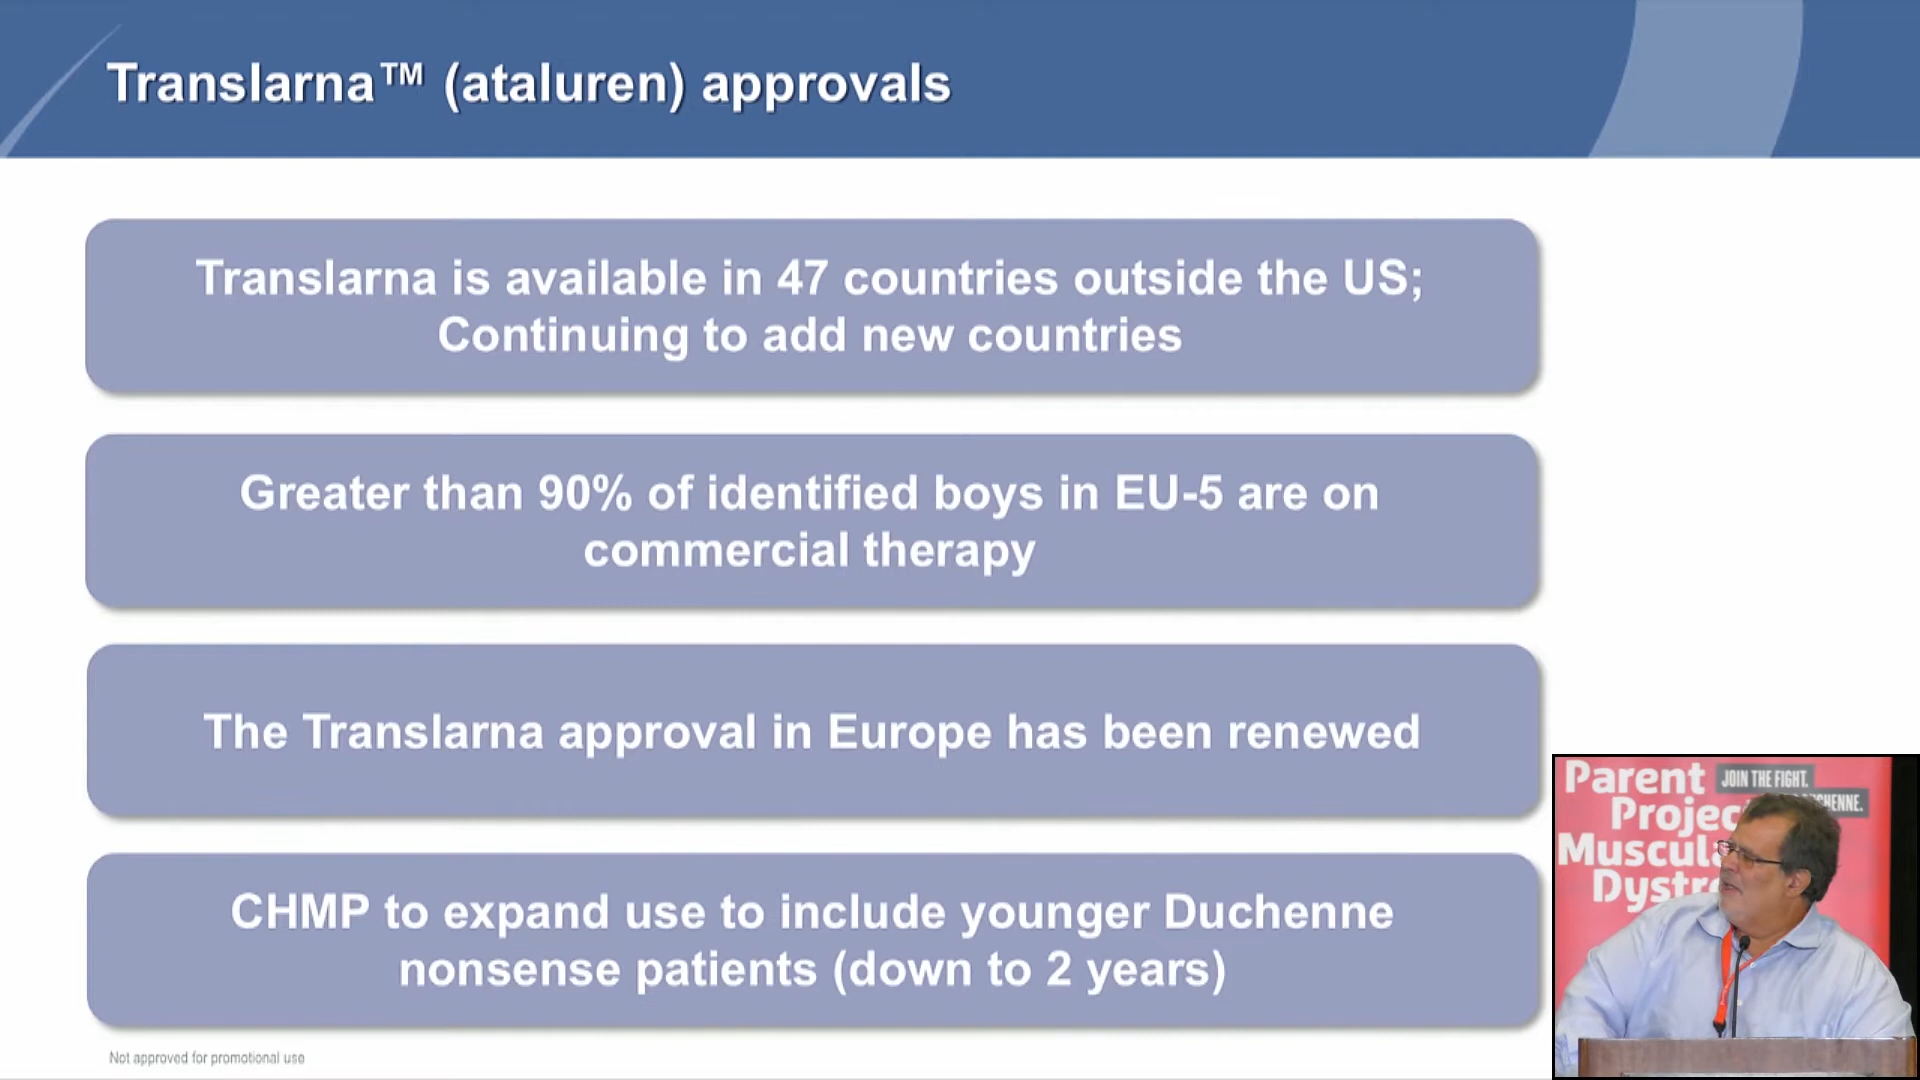 Translarna™ (ataluren) approvals
Translarna is available in 47 countries outside the US;
Continuing to add new countries
Greater than 90% of identified boys in EU-5 are on
commercial therapy
The Translarna approval in Europe has been renewed
CHMP to expand use to include younger Duchenne
nonsense patients (down to 2 years)
Not approved for promotional use
Parent
JOIN THE FIGHT.